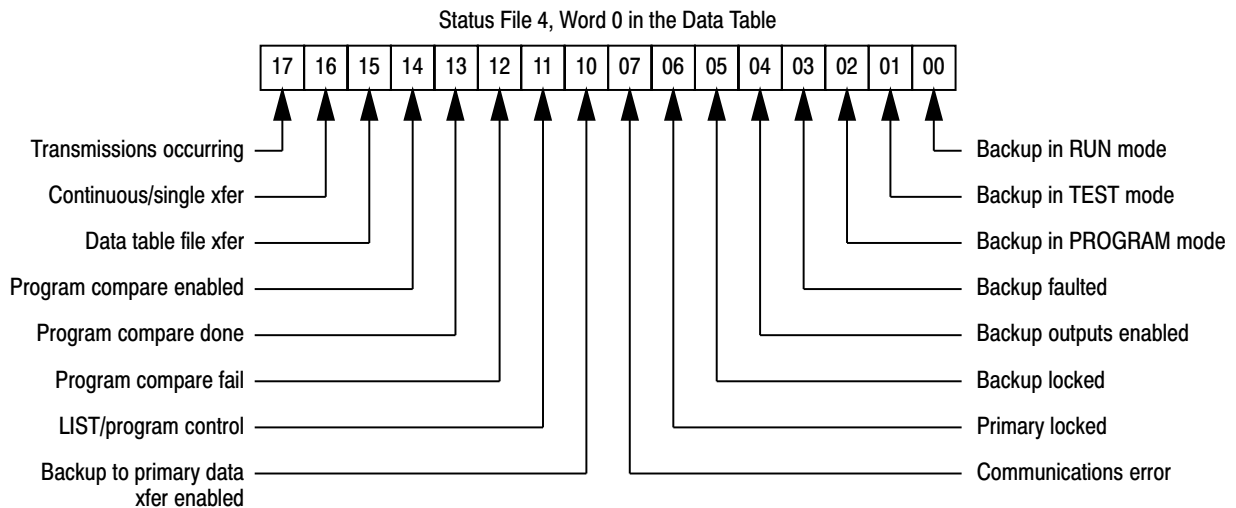 Status File 4, Word 0 in the Data Table
17 16 15 14 13 12 11 10 07 06 05 04 03 02 01 00
Transmissions occurring
Continuous/single xfer
Data table file xfer
Program compare enabled
Program compare done
Program compare fail
LIST/program control
Backup to primary data
xfer enabled
Backup in RUN mode
Backup in TEST mode
Backup in PROGRAM mode
Backup faulted
Backup outputs enabled
Backup locked
Primary locked
Communications error